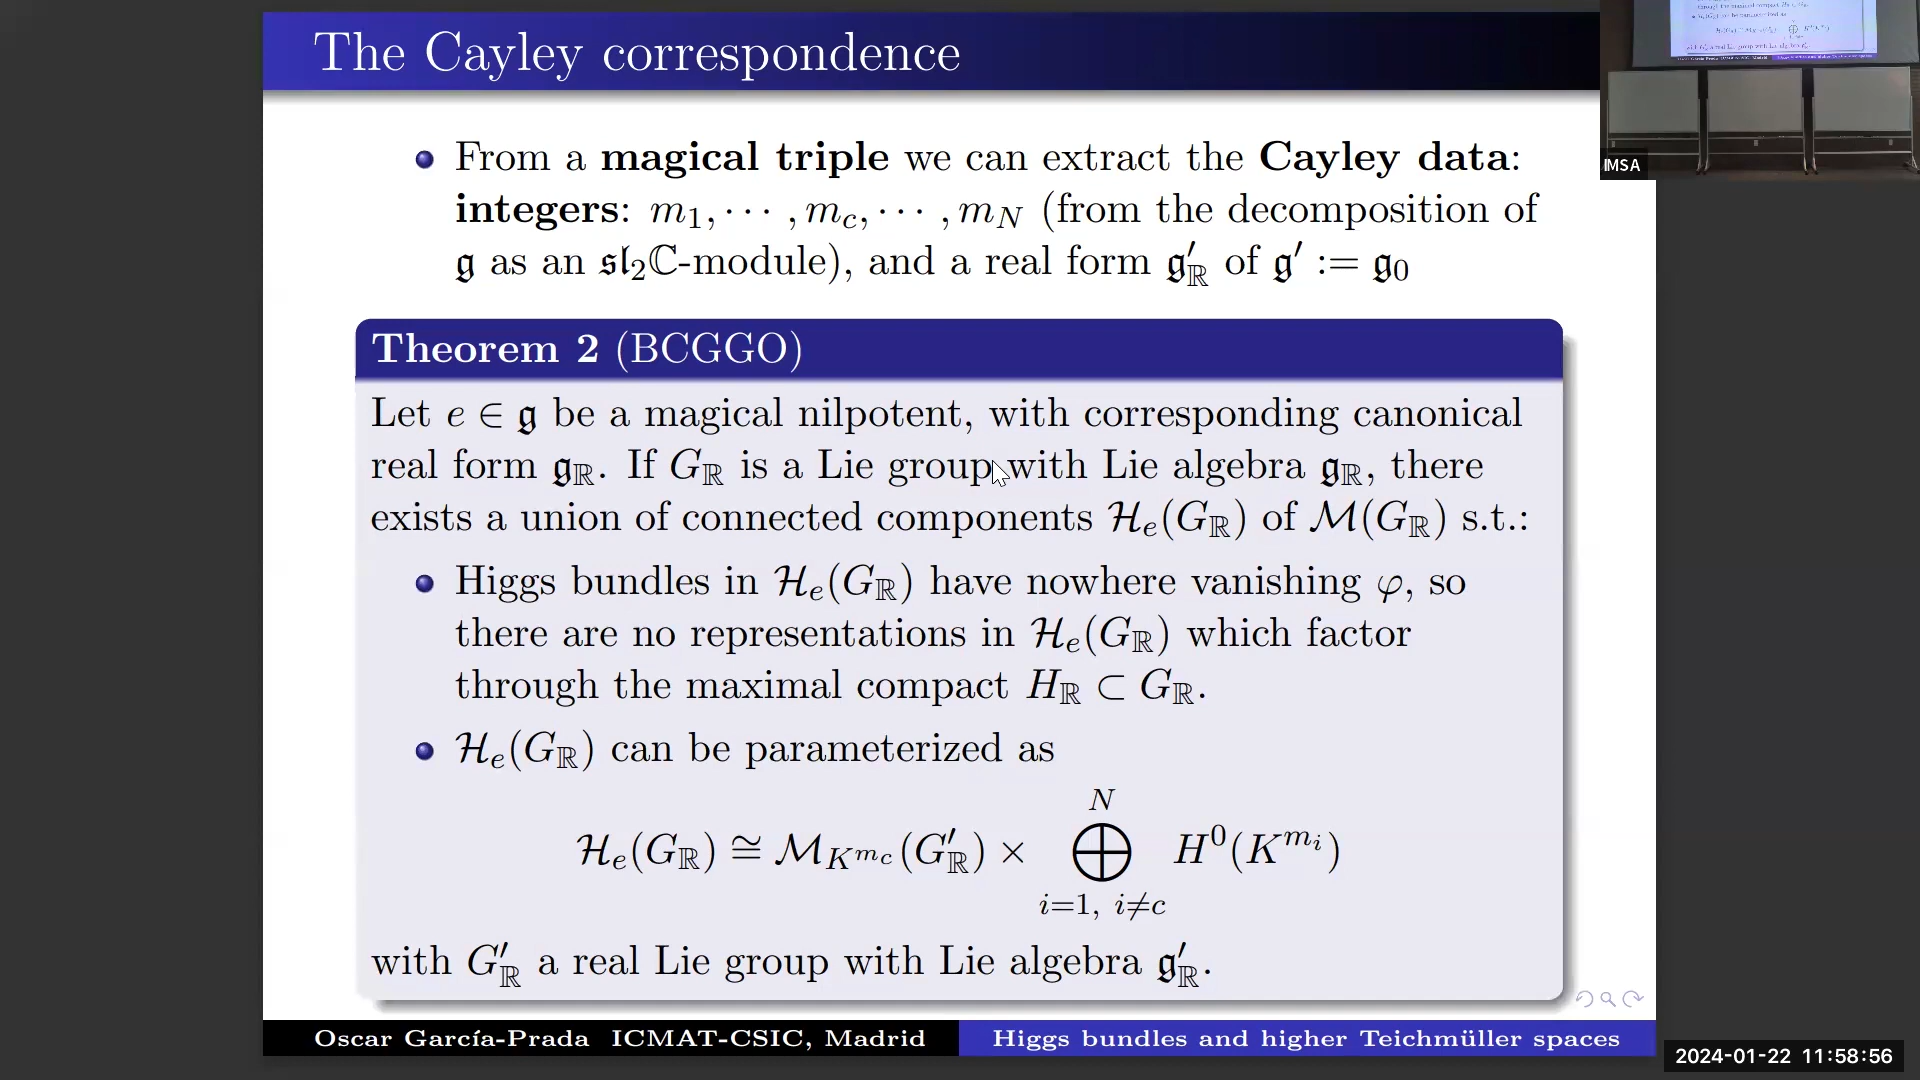 The Cayley correspondence
• From a magical triple we can extract the Cayley data:
integers: m_1, ⋯ , m_c, ⋯ , m_N (from the decomposition of
𝔤 as an 𝔰𝔩_2ℂ-module), and a real form 𝔤′_ℝ of 𝔤′ := 𝔤_0
Theorem 2 (BCGGO)
Let e ∈ 𝔤 be a magical nilpotent, with corresponding canonical
real form 𝔤_ℝ. If G_ℝ is a Lie group with Lie algebra 𝔤_ℝ, there
exists a union of connected components ℋ_e(G_ℝ) of ℳ(G_ℝ) s.t.:
• Higgs bundles in ℋ_e(G_ℝ) have nowhere vanishing φ, so
there are no representations in ℋ_e(G_ℝ) which factor
through the maximal compact H_ℝ ⊂ G_ℝ.
• ℋ_e(G_ℝ) can be parameterized as
ℋ_e(G_ℝ) ≅ ℳ_{K^{m_c}}(G′_ℝ) × ⊕_{i=1, i≠c}^{N} H^0(K^{m_i})
with G′_ℝ a real Lie group with Lie algebra 𝔤′_ℝ.
Oscar García-Prada ICMAT-CSIC, Madrid
Higgs bundles and higher Teichmüller spaces
IMSA
2024-01-22 11:58:56